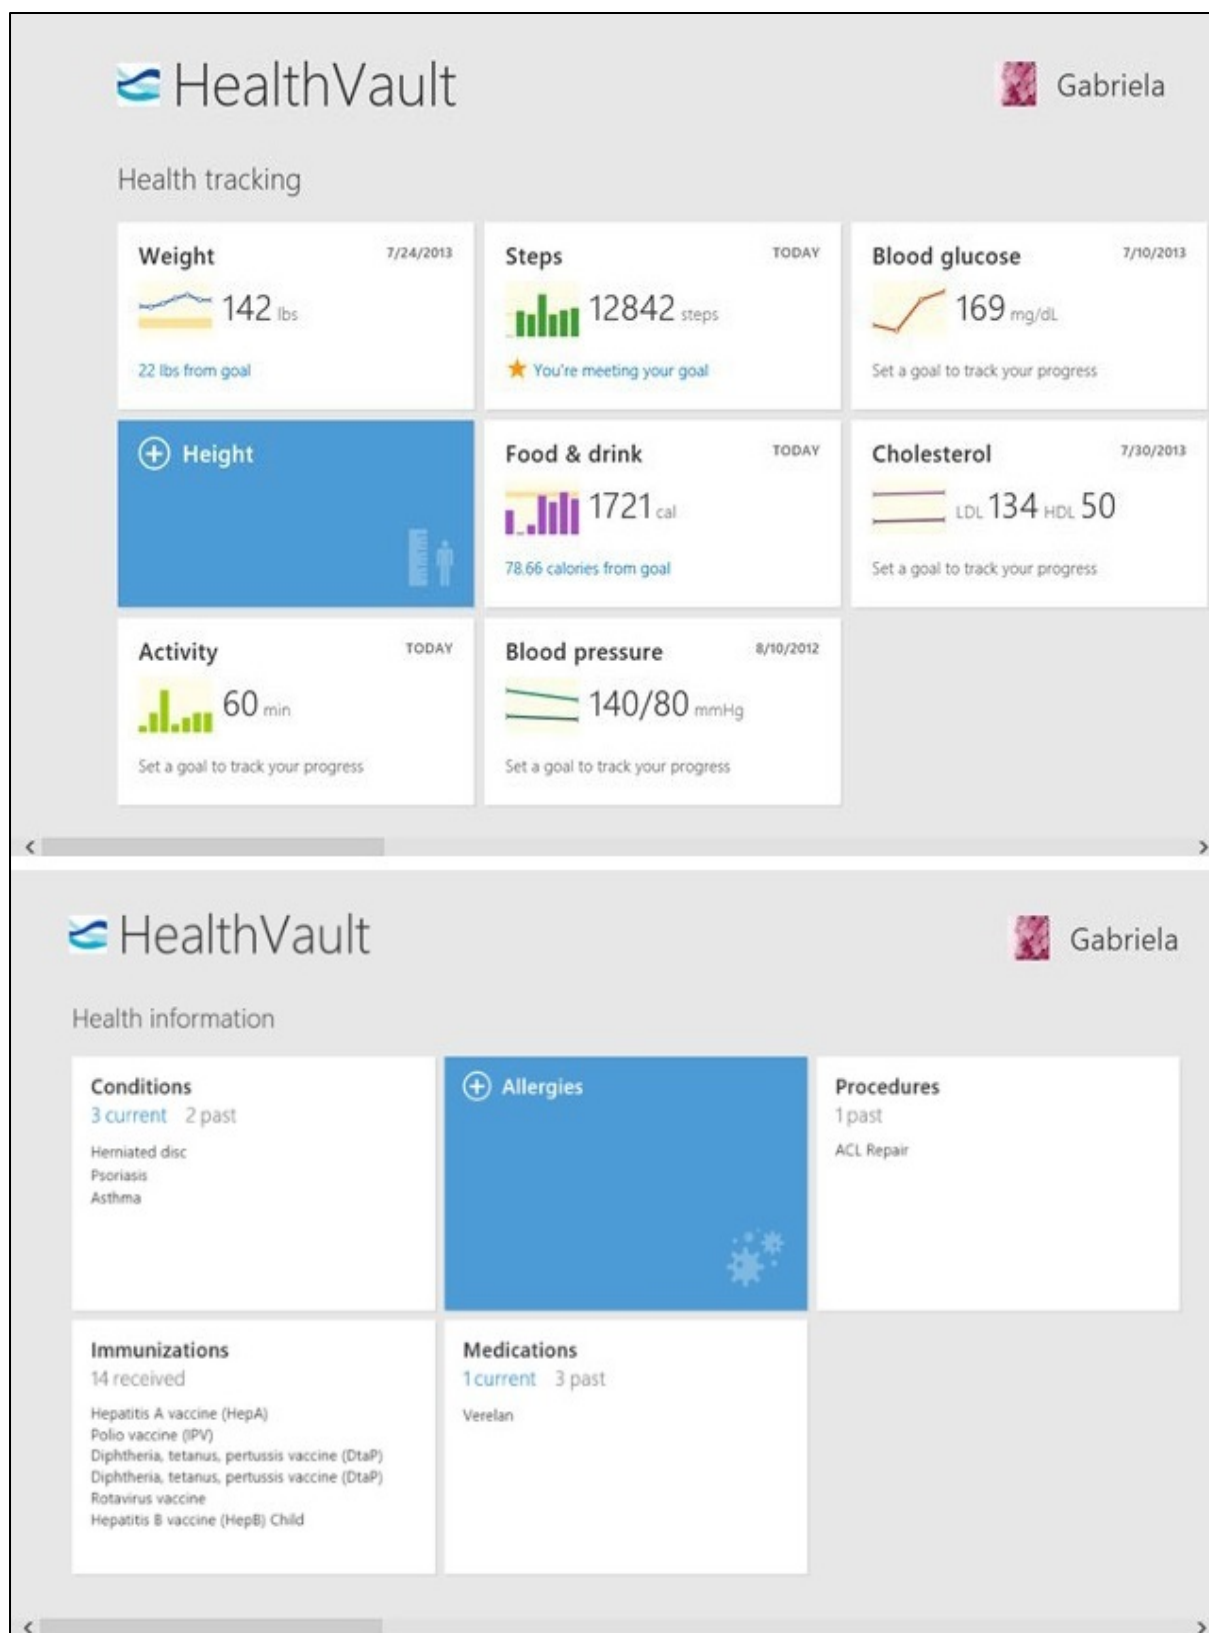 HealthVault
Gabriela
Health tracking
Weight 7/24/2013
142 lbs
22 lbs from goal
Steps TODAY
12842 steps
You're meeting your goal
Blood glucose 7/10/2013
169 mg/dL
Set a goal to track your progress
Height
Food & drink TODAY
1721 cal
78.66 calories from goal
Cholesterol 7/30/2013
LDL 134 HDL 50
Set a goal to track your progress
Activity TODAY
60 min
Set a goal to track your progress
Blood pressure 8/10/2012
140/80 mmHg
Set a goal to track your progress
HealthVault
Gabriela
Health information
Conditions
3 current 2 past
Herniated disc
Psoriasis
Asthma
Allergies
Procedures
1 past
ACL Repair
Immunizations
14 received
Hepatitis A vaccine (HepA)
Polio vaccine (IPV)
Diphtheria, tetanus, pertussis vaccine (DtaP)
Diphtheria, tetanus, pertussis vaccine (DtaP)
Rotavirus vaccine
Hepatitis B vaccine (HepB) Child
Medications
1 current 3 past
Verelan